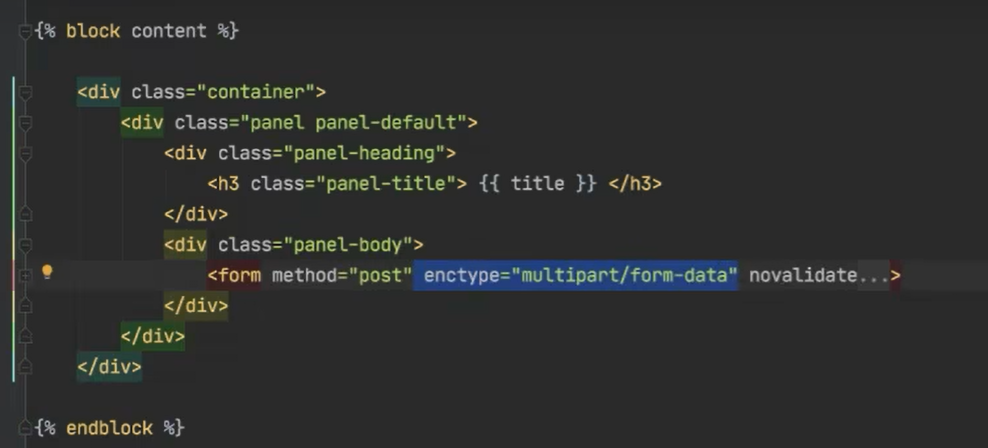 {% block content %}
<div class="container">
<div class="panel panel-default">
<div class="panel-heading">
<h3 class="panel-title"> {{ title }} </h3>
</div>
<div class="panel-body">
<form method="post" enctype="multipart/form-data" novalidate...>
</div>
</div>
</div>
{% endblock %}